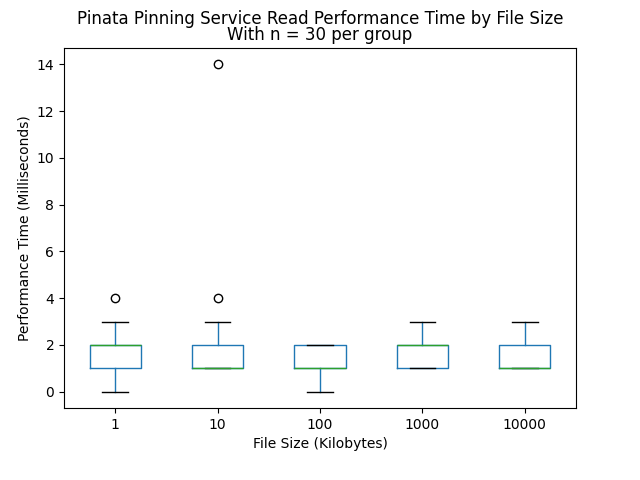 Pinata Pinning Service Read Performance Time by File Size
With n = 30 per group
14
12
10
8
6
4
2
0
Performance Time (Milliseconds)
1 10 100 1000 10000
File Size (Kilobytes)